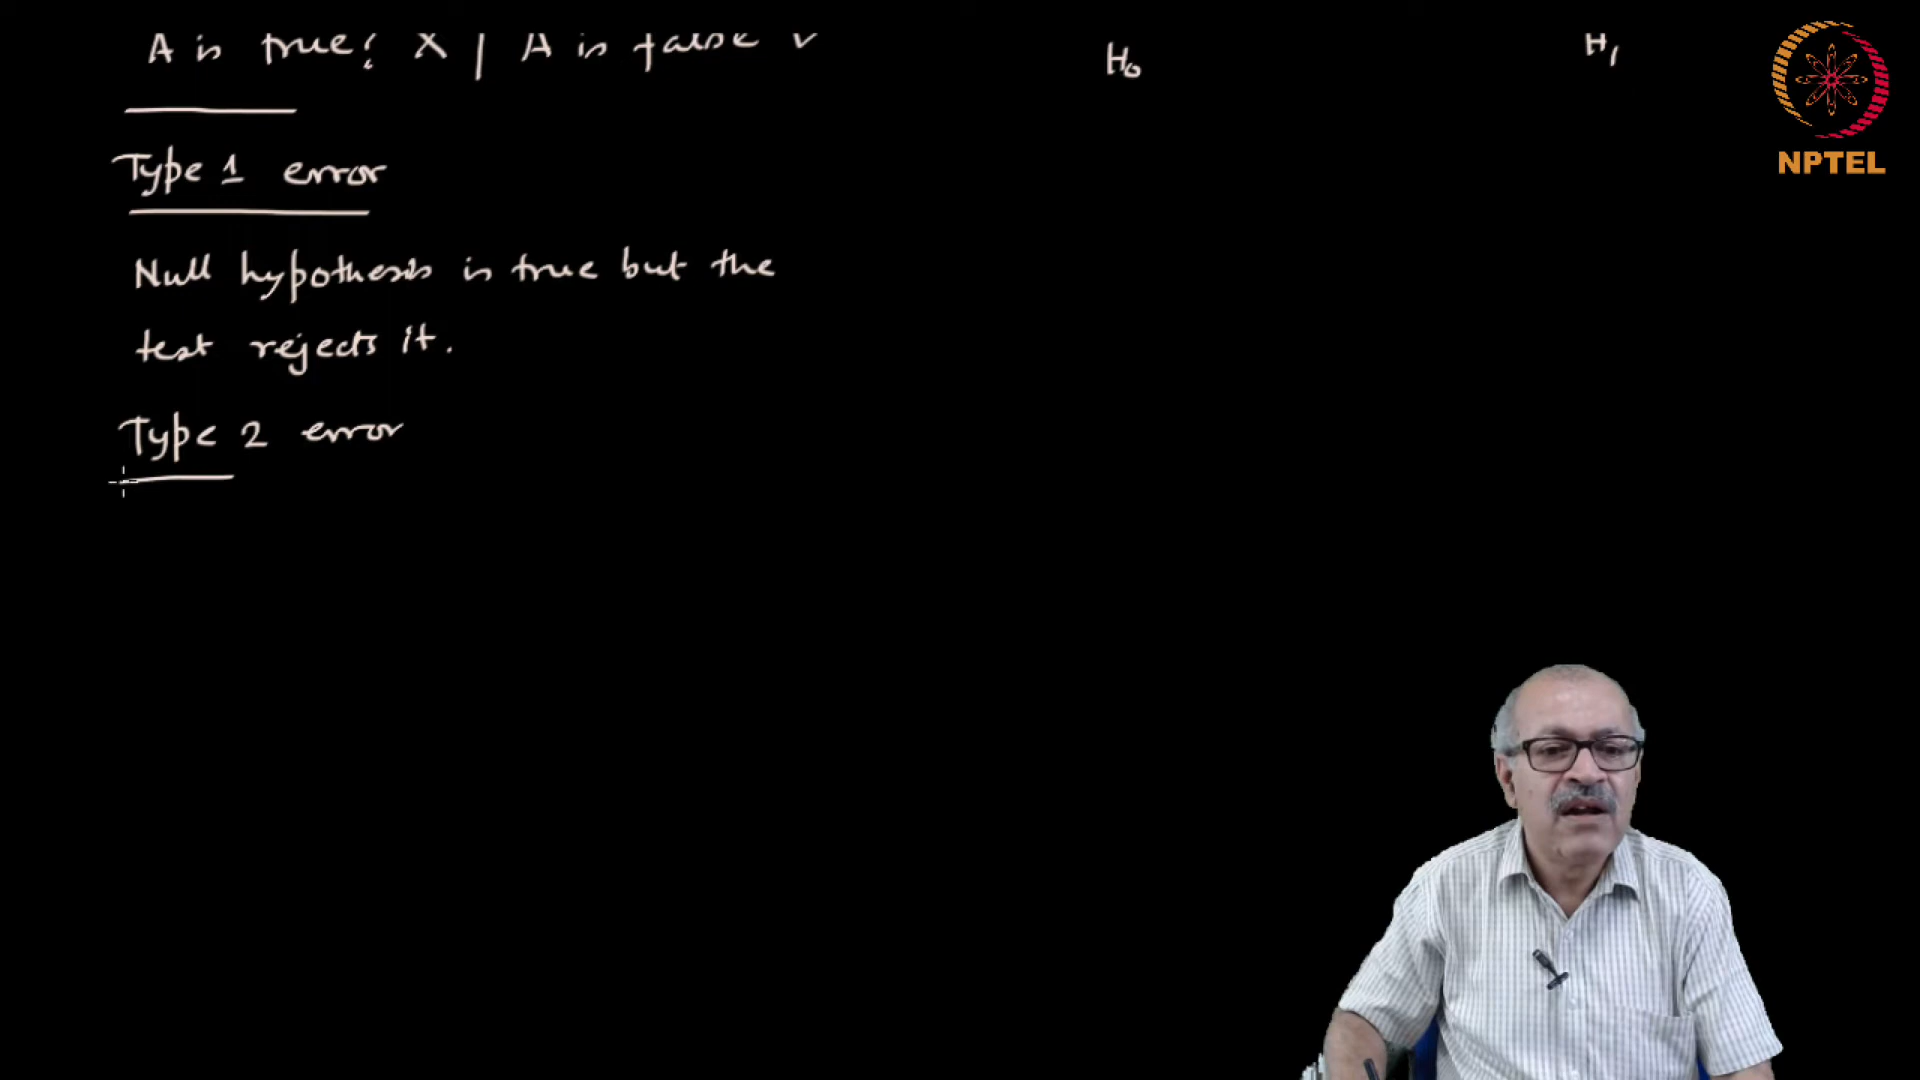 A is true? X | A is false ✓
H₀
H₁
NPTEL
Type 1 error
Null hypothesis is true but the
test rejects it.
Type 2 error